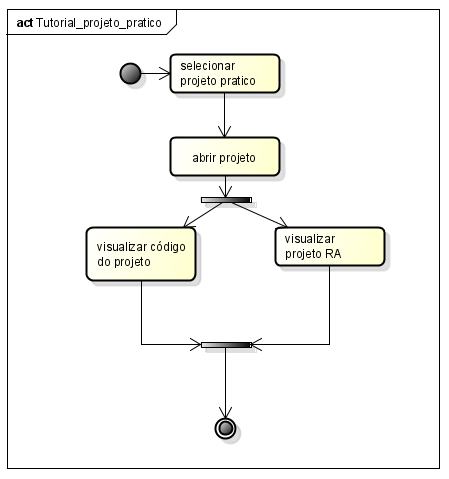 act Tutorial_projeto_pratico
selecionar
projeto pratico
abrir projeto
visualizar código
do projeto
visualizar
projeto RA